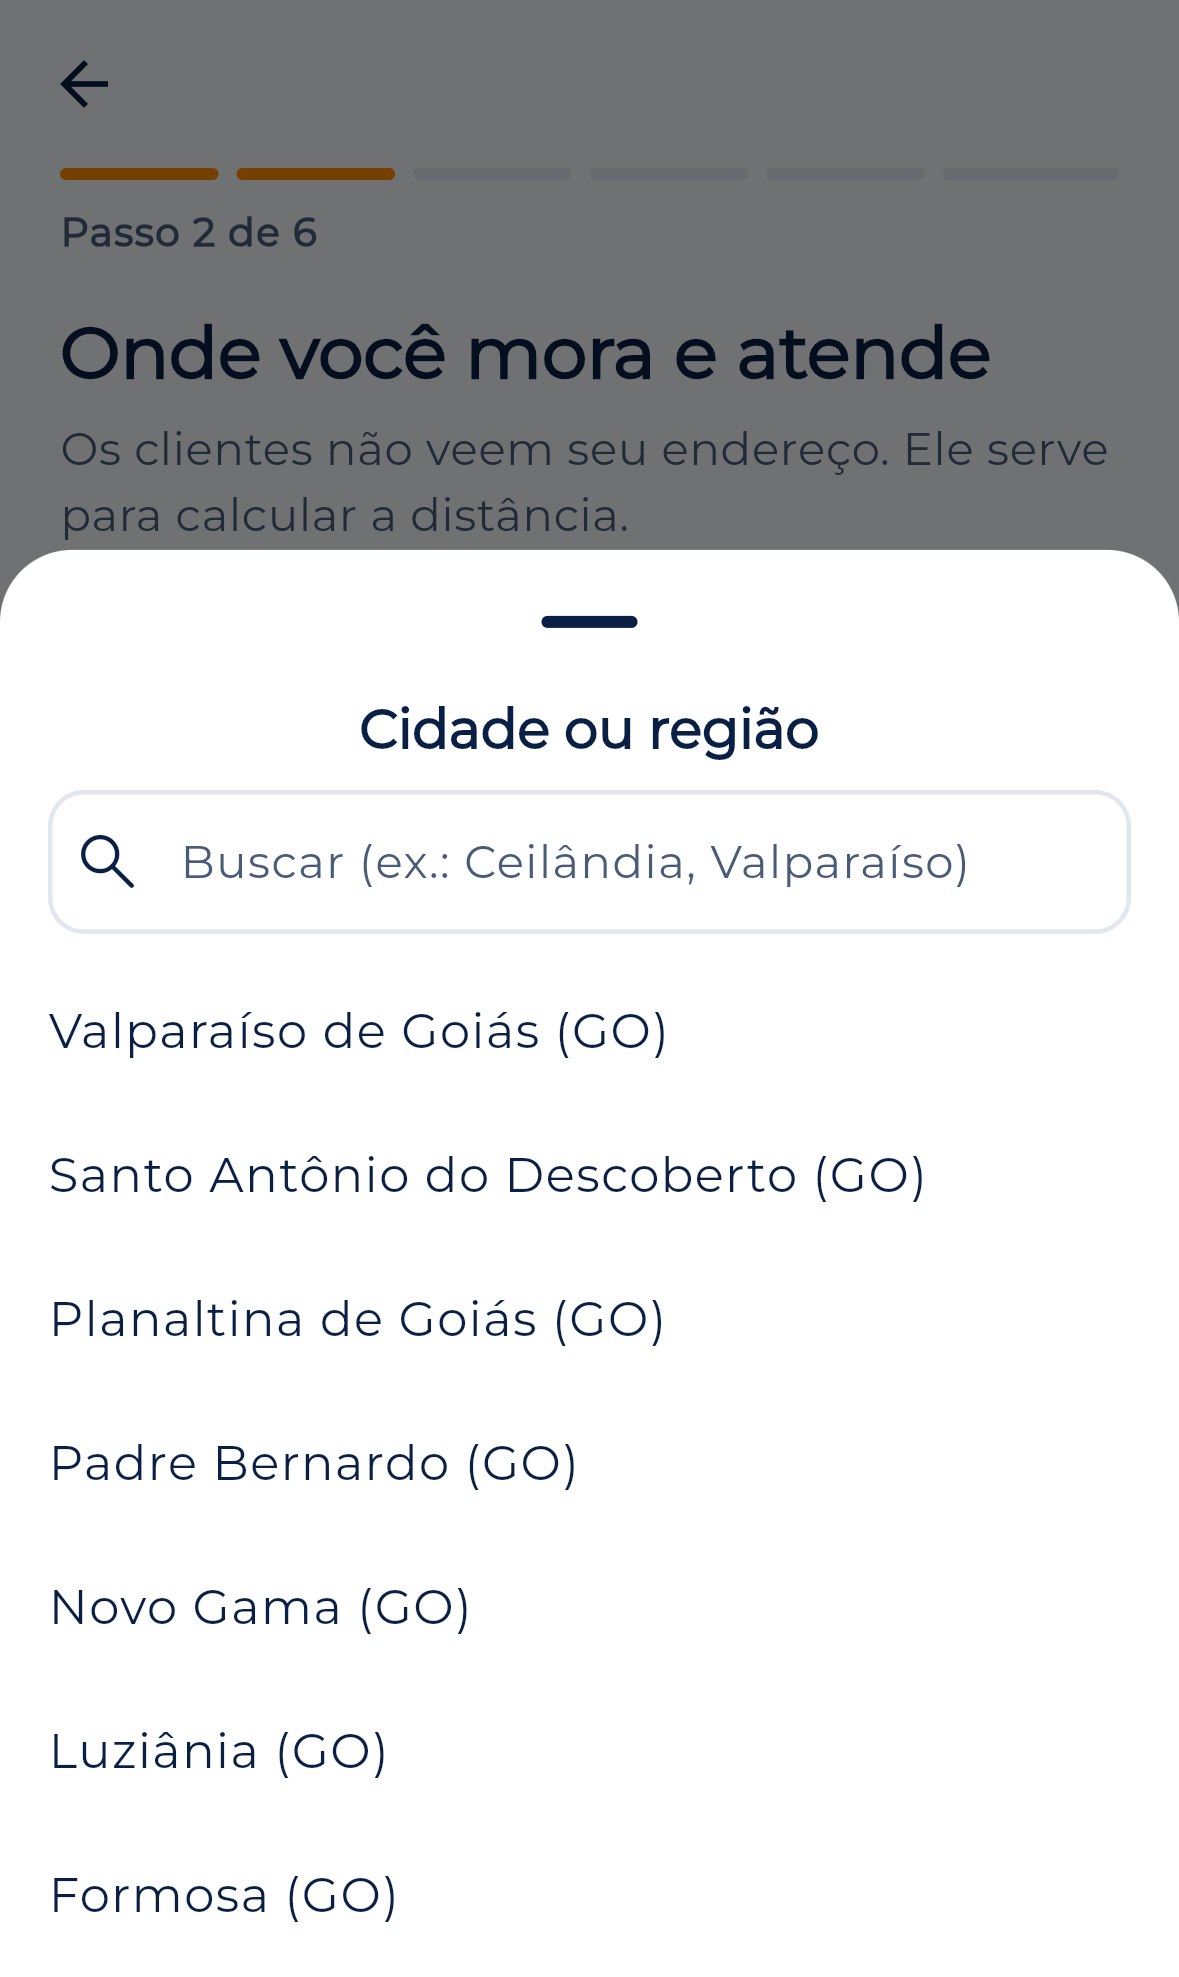 Passo 2 de 6
Onde você mora e atende
Os clientes não veem seu endereço. Ele serve
para calcular a distância.
Cidade ou região
Buscar (ex.: Ceilândia, Valparaíso)
Valparaíso de Goiás (GO)
Santo Antônio do Descoberto (GO)
Planaltina de Goiás (GO)
Padre Bernardo (GO)
Novo Gama (GO)
Luziânia (GO)
Formosa (GO)